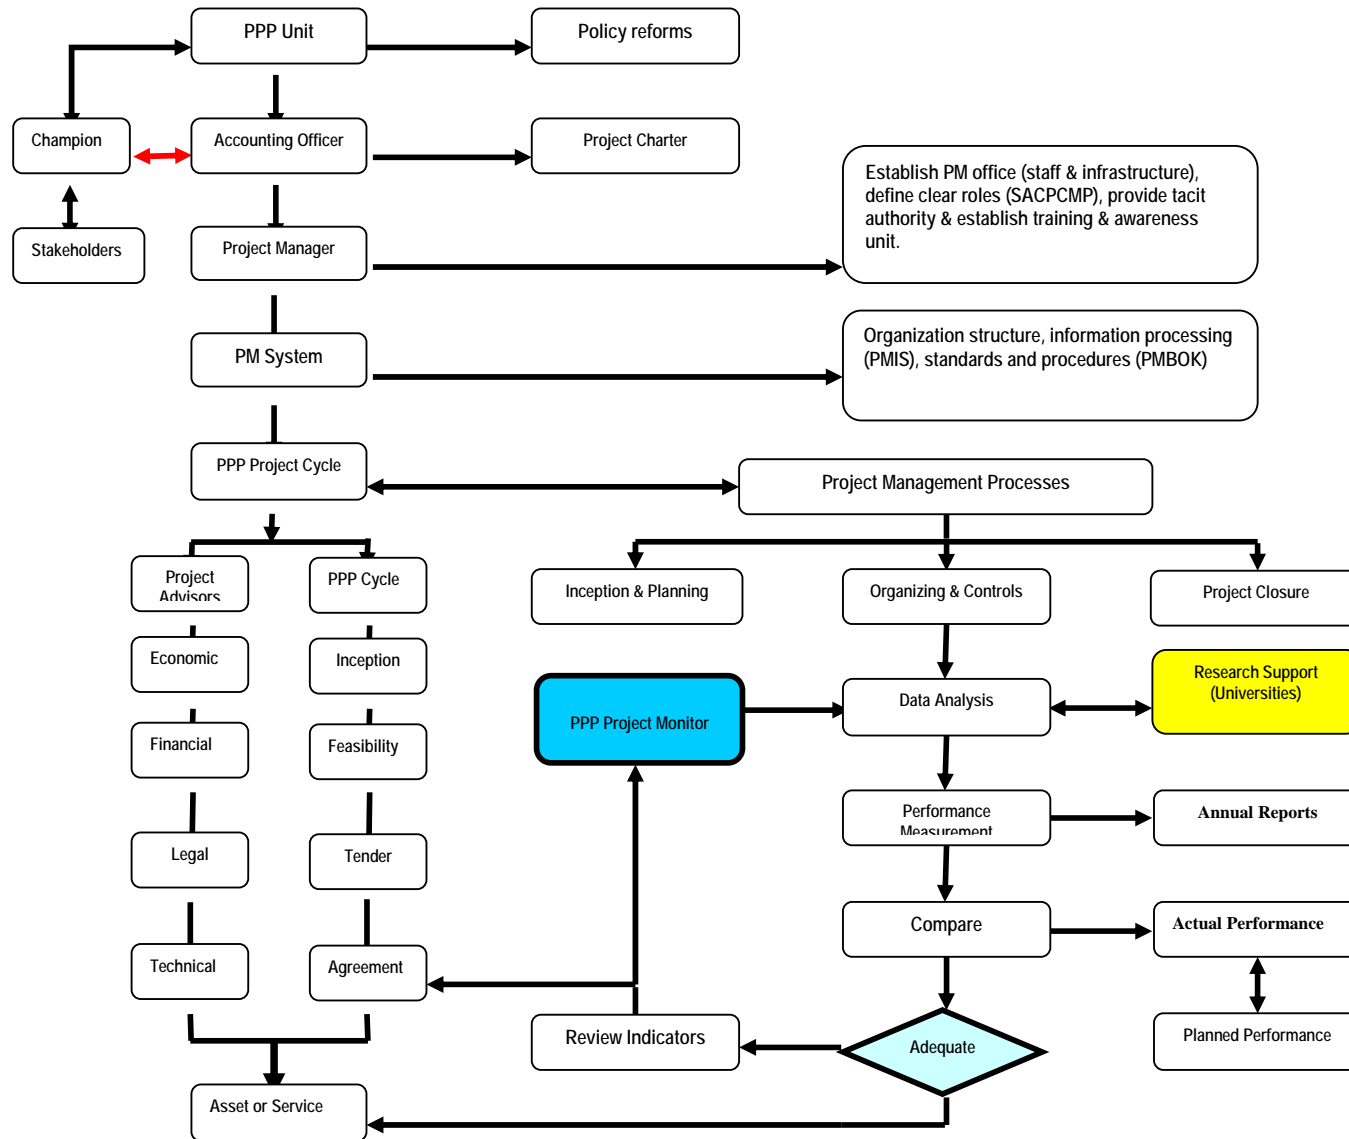 PPP Unit
Policy reforms
Champion
Accounting Officer
Project Charter
Establish PM office (staff & infrastructure),
define clear roles (SACPCMP), provide tacit
authority & establish training & awareness
unit.
Stakeholders
Project Manager
PM System
Organization structure, information processing
(PMIS), standards and procedures (PMBOK)
PPP Project Cycle
Project Management Processes
Project
Advisors
PPP Cycle
Inception & Planning
Organizing & Controls
Project Closure
Economic
Inception
Research Support
(Universities)
PPP Project Monitor
Data Analysis
Financial
Feasibility
Performance
Measurement
Annual Reports
Legal
Tender
Compare
Actual Performance
Technical
Agreement
Review Indicators
Adequate
Planned Performance
Asset or Service